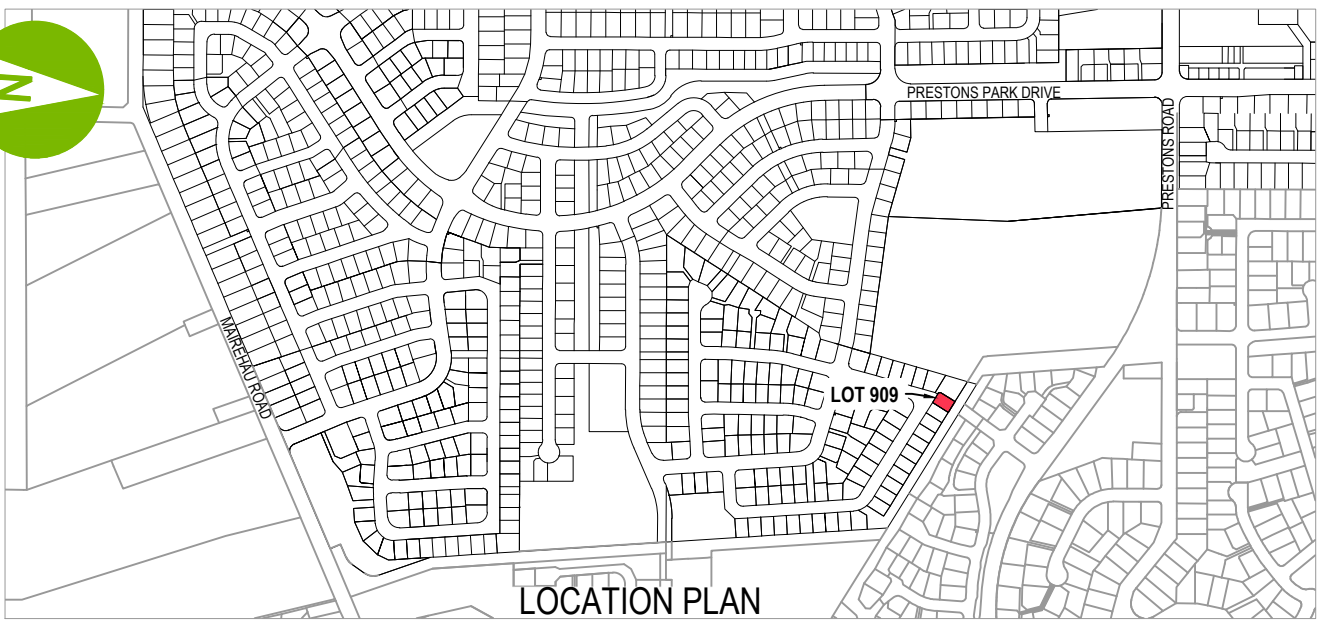 N
PRESTONS PARK DRIVE
PRESTONS ROAD
MAIREHAU ROAD
LOT 909
LOCATION PLAN